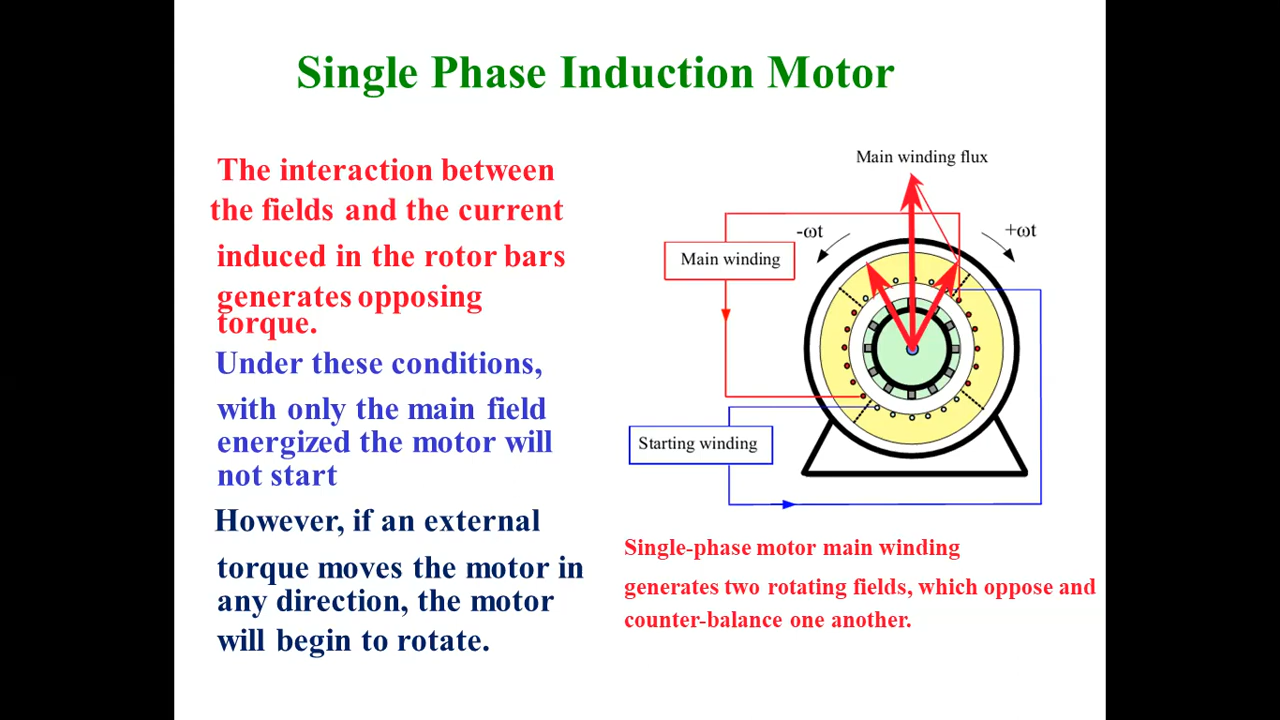 Single Phase Induction Motor
The interaction between
the fields and the current
induced in the rotor bars
generates opposing
torque.
Under these conditions,
with only the main field
energized the motor will
not start
However, if an external
torque moves the motor in
any direction, the motor
will begin to rotate.
Main winding flux
-ωt
+ωt
Main winding
Starting winding
Single-phase motor main winding
generates two rotating fields, which oppose and
counter-balance one another.